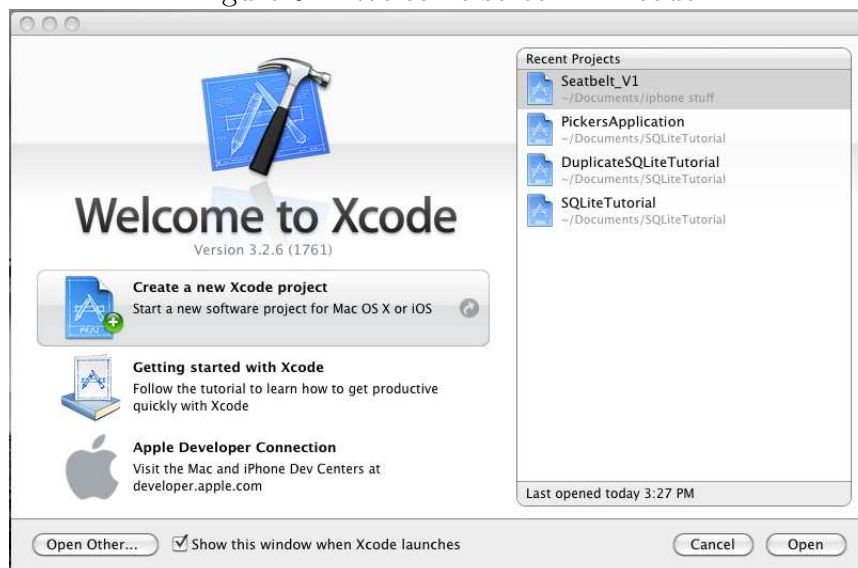 Welcome to Xcode
Version 3.2.6 (1761)
Create a new Xcode project
Start a new software project for Mac OS X or iOS
Getting started with Xcode
Follow the tutorial to learn how to get productive
quickly with Xcode
Apple Developer Connection
Visit the Mac and iPhone Dev Centers at
developer.apple.com
Recent Projects
Seatbelt_V1
~/Documents/iphone stuff
PickersApplication
~/Documents/SQLiteTutorial
DuplicateSQLiteTutorial
~/Documents/SQLiteTutorial
SQLiteTutorial
~/Documents/SQLiteTutorial
Last opened today 3:27 PM
Open Other...
Show this window when Xcode launches
Cancel
Open